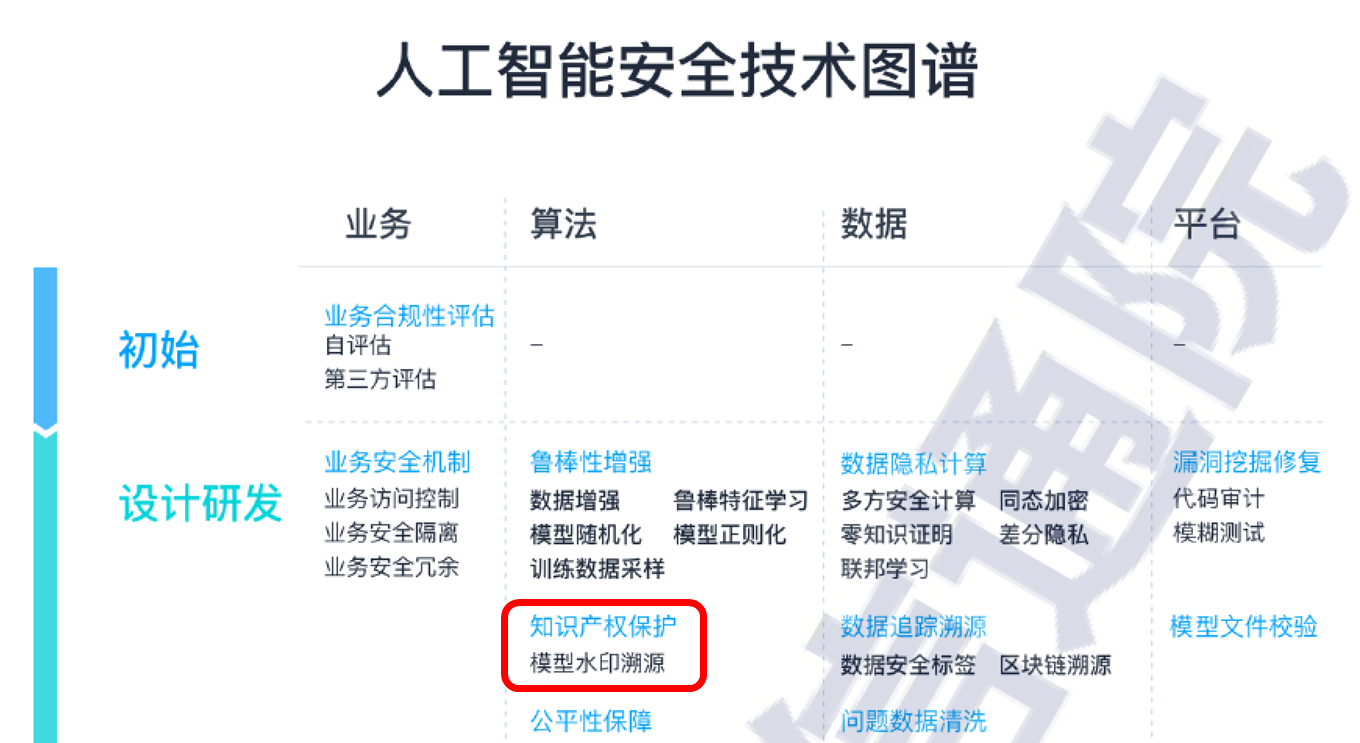 人工智能安全技术图谱
业务 算法 数据 平台
初始
业务合规性评估
自评估 – – –
第三方评估
设计研发
业务安全机制 鲁棒性增强 数据隐私计算 漏洞挖掘修复
业务访问控制 数据增强 鲁棒特征学习 多方安全计算 同态加密 代码审计
业务安全隔离 模型随机化 模型正则化 零知识证明 差分隐私 模糊测试
业务安全冗余 训练数据采样 联邦学习
知识产权保护 数据追踪溯源 模型文件校验
模型水印溯源 数据安全标签 区块链溯源
公平性保障 问题数据清洗
信通院